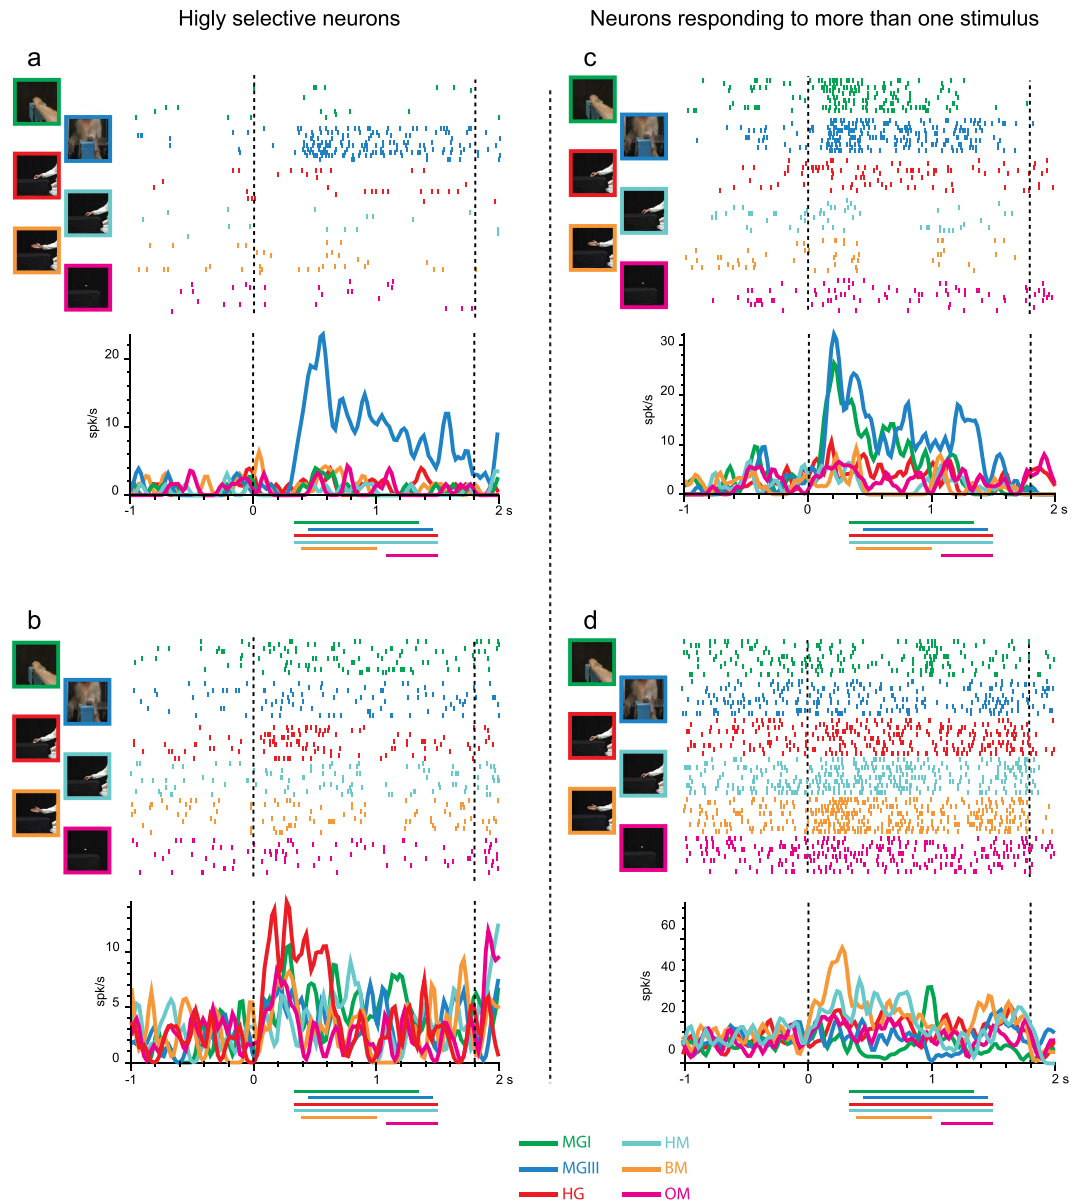 Higly selective neurons
Neurons responding to more than one stimulus
a
20
10
0
spk/s
-1
0
1
2 s
c
30
20
10
0
spk/s
-1
0
1
2 s
b
10
5
0
spk/s
-1
0
1
2 s
d
60
40
20
0
spk/s
-1
0
1
2 s
MGI
HM
MGIII
BM
HG
OM